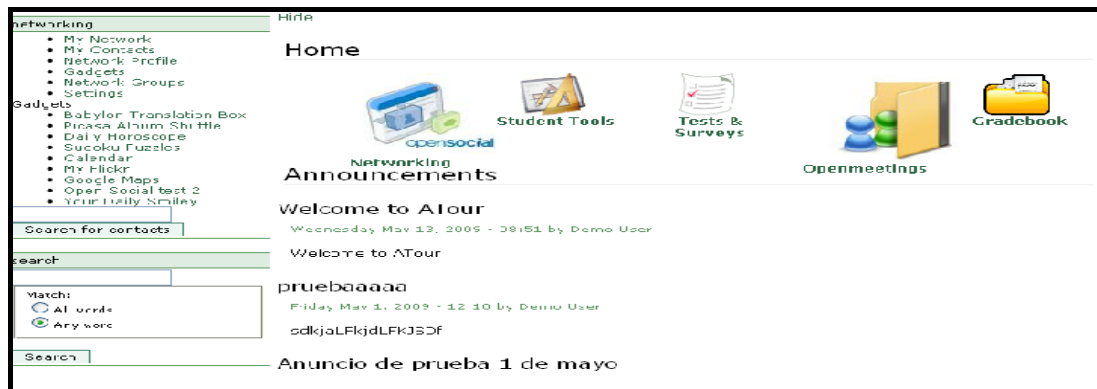 networking
My Network
My Contacts
Network Profile
Gadgets
Network Groups
Settings
Gadgets
Babylon Translation Box
Picasa Album Shuttle
Daily Horoscope
Sudoku Puzzles
Calendar
My Flickr
Google Maps
Open Social test 2
Your Daily Smiley
Search for contacts
search
Match:
All words
Any word
Search
Hide
Home
opensocial
Networking
Student Tools
Tests &
Surveys
Openmeetings
Gradebook
Announcements
Welcome to ATour
Wednesday May 13, 2009 - 08:51 by Demo User
Welcome to ATour
pruebaaaaa
Friday May 1, 2009 - 12:10 by Demo User
Anuncio de prueba 1 de mayo